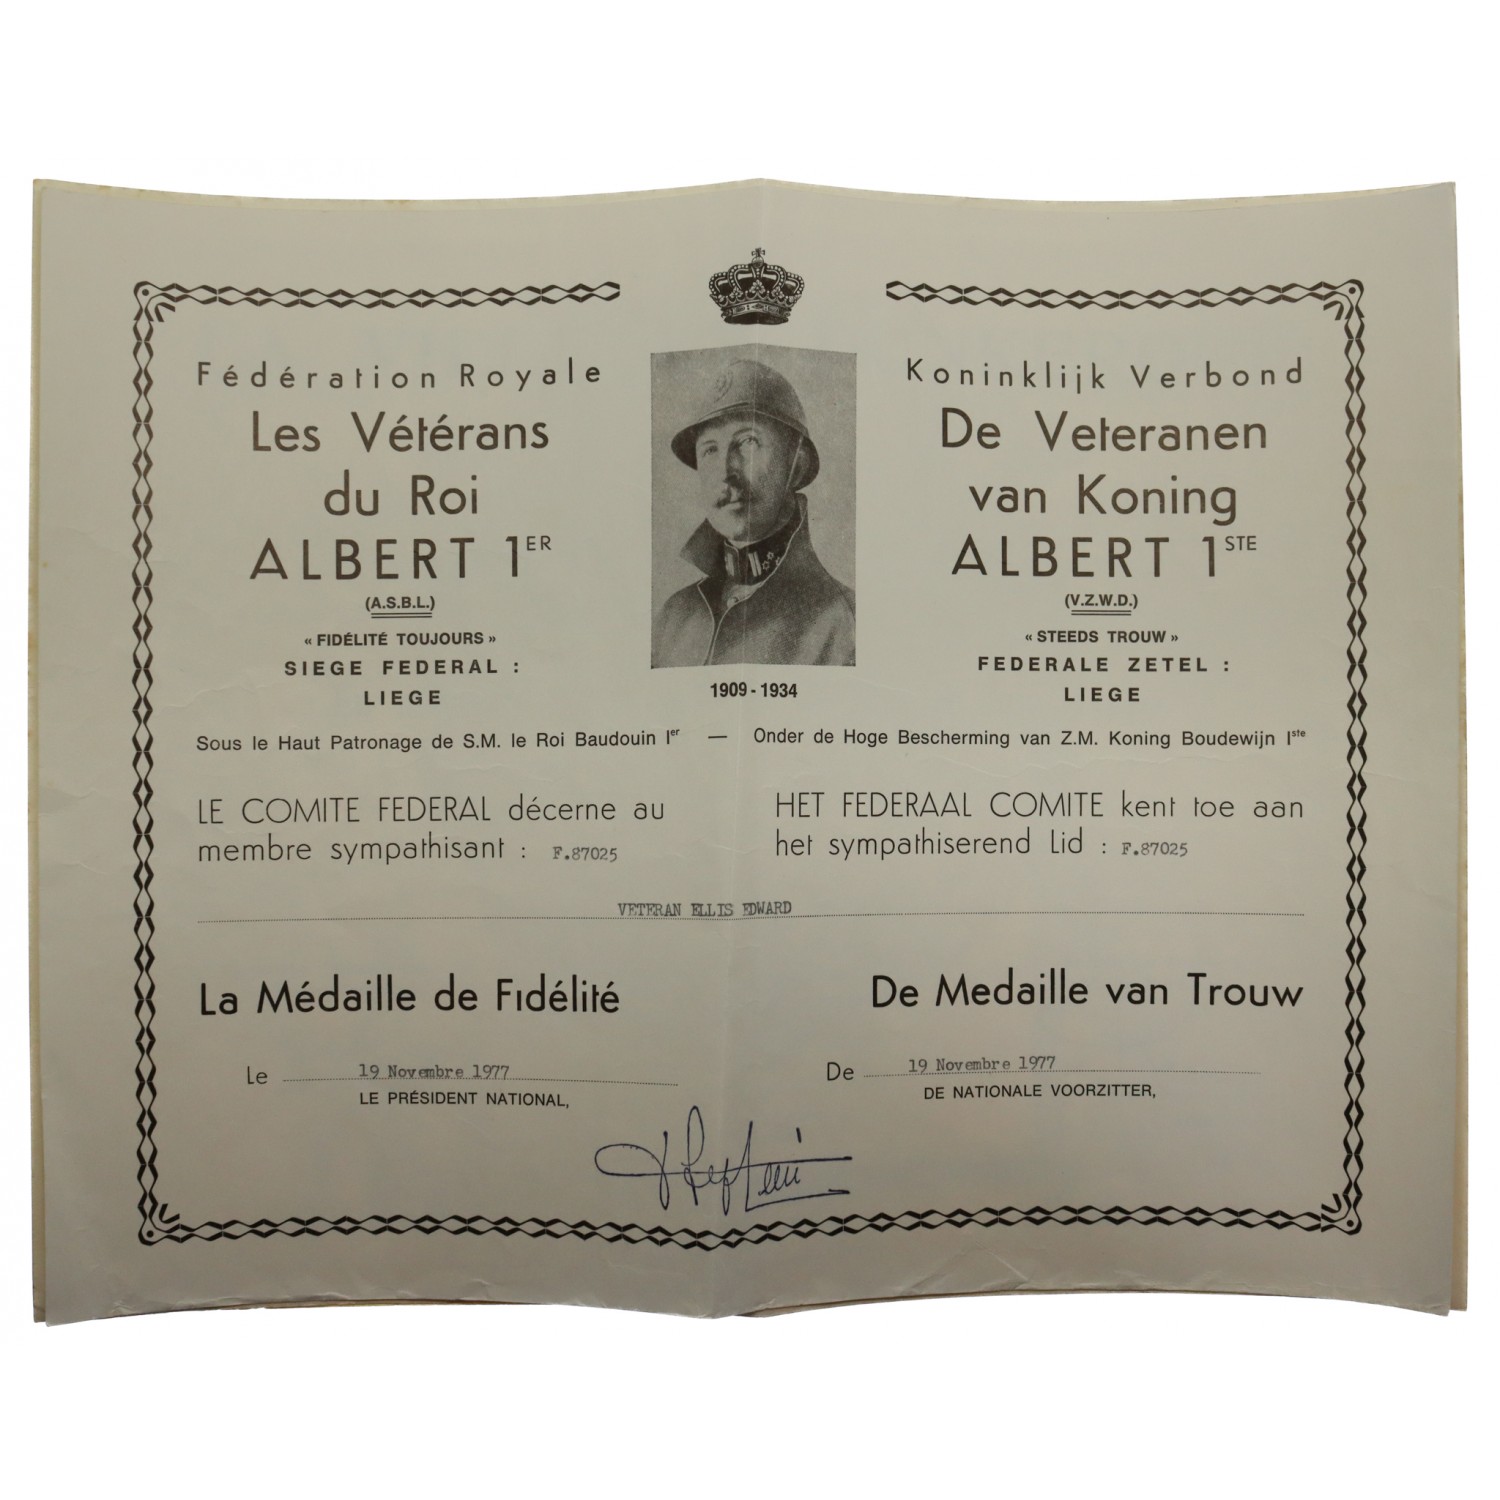 Fédération Royale
Les Vétérans
du Roi
ALBERT 1ER
(A.S.B.L.)
« FIDÉLITÉ TOUJOURS »
SIEGE FEDERAL :
LIEGE
1909 - 1934
Koninklijk Verbond
De Veteranen
van Koning
ALBERT 1STE
(V.Z.W.D.)
« STEEDS TROUW »
FEDERALE ZETEL :
LIEGE
Sous le Haut Patronage de S.M. le Roi Baudouin Ier — Onder de Hoge Bescherming van Z.M. Koning Boudewijn Iste
LE COMITE FEDERAL décerne au
membre sympathisant : F.87025
HET FEDERAAL COMITE kent toe aan
het sympathiserend Lid : F.87025
VETERAN ELLIS EDWARD
La Médaille de Fidélité
De Medaille van Trouw
Le 19 Novembre 1977
LE PRÉSIDENT NATIONAL,
De 19 Novembre 1977
DE NATIONALE VOORZITTER,